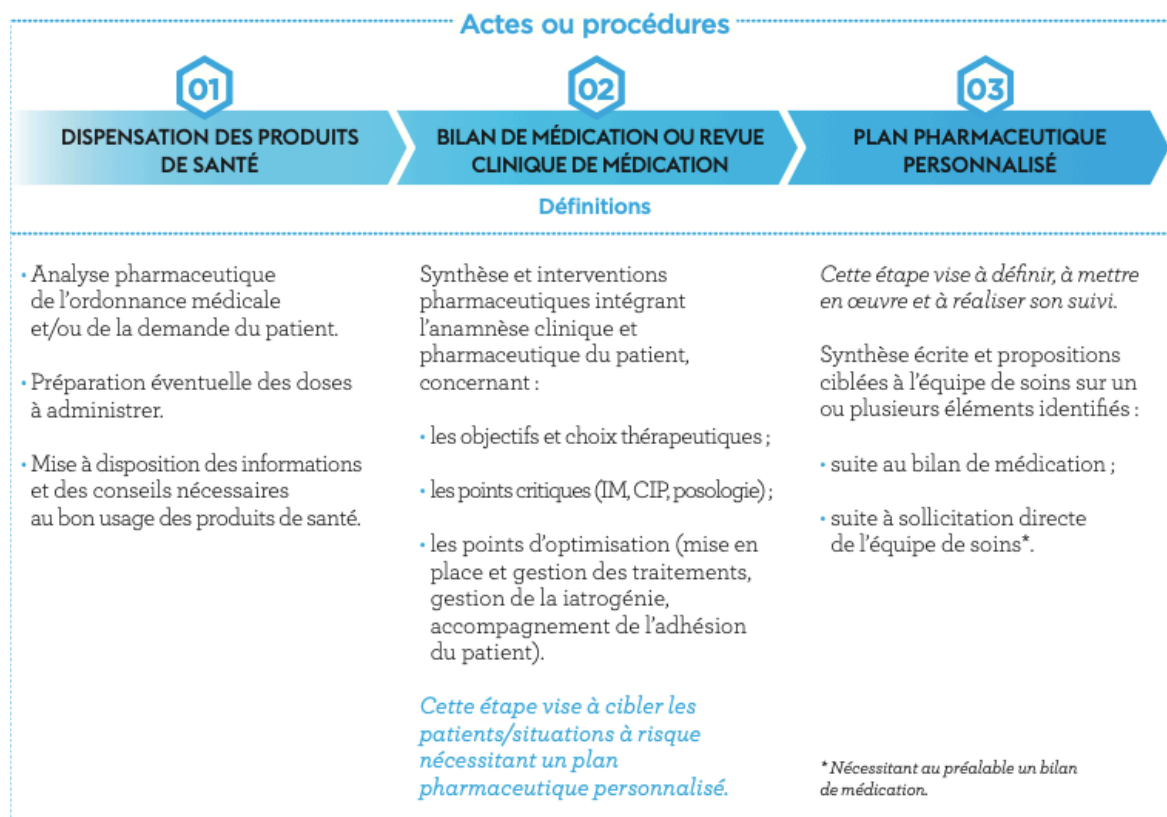 Actes ou procédures
01
DISPENSATION DES PRODUITS
DE SANTÉ
02
BILAN DE MÉDICATION OU REVUE
CLINIQUE DE MÉDICATION
03
PLAN PHARMACEUTIQUE
PERSONNALISÉ
Définitions
• Analyse pharmaceutique
de l'ordonnance médicale
et/ou de la demande du patient.
• Préparation éventuelle des doses
à administrer.
• Mise à disposition des informations
et des conseils nécessaires
au bon usage des produits de santé.
Synthèse et interventions
pharmaceutiques intégrant
l'anamnèse clinique et
pharmaceutique du patient,
concernant :
• les objectifs et choix thérapeutiques ;
• les points critiques (IM, CIP, posologie) ;
• les points d'optimisation (mise en
place et gestion des traitements,
gestion de la iatrogénie,
accompagnement de l'adhésion
du patient).
Cette étape vise à cibler les
patients/situations à risque
nécessitant un plan
pharmaceutique personnalisé.
Cette étape vise à définir, à mettre
en œuvre et à réaliser son suivi.
Synthèse écrite et propositions
ciblées à l'équipe de soins sur un
ou plusieurs éléments identifiés :
• suite au bilan de médication ;
• suite à sollicitation directe
de l'équipe de soins*.
* Nécessitant au préalable un bilan
de médication.